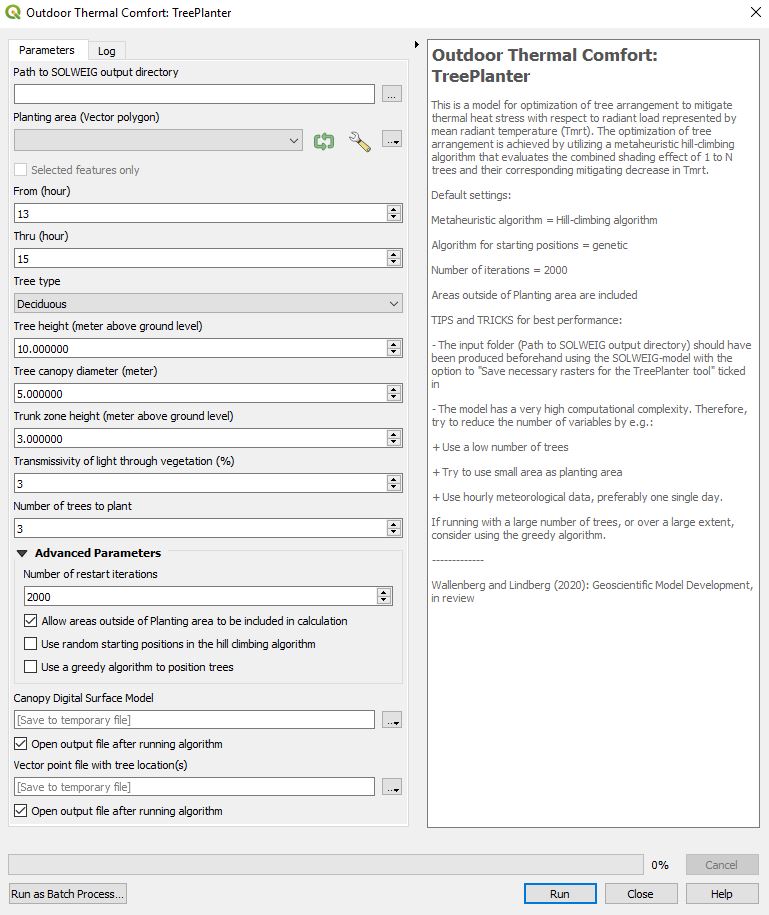 Outdoor Thermal Comfort: TreePlanter
Parameters
Log
Path to SOLWEIG output directory
...
Planting area (Vector polygon)
...
Selected features only
From (hour)
13
Thru (hour)
15
Tree type
Deciduous
Tree height (meter above ground level)
10.000000
Tree canopy diameter (meter)
5.000000
Trunk zone height (meter above ground level)
3.000000
Transmissivity of light through vegetation (%)
3
Number of trees to plant
3
Advanced Parameters
Number of restart iterations
2000
Allow areas outside of Planting area to be included in calculation
Use random starting positions in the hill climbing algorithm
Use a greedy algorithm to position trees
Canopy Digital Surface Model
[Save to temporary file]
...
Open output file after running algorithm
Vector point file with tree location(s)
[Save to temporary file]
...
Open output file after running algorithm
Outdoor Thermal Comfort:
TreePlanter
This is a model for optimization of tree arrangement to mitigate
thermal heat stress with respect to radiant load represented by
mean radiant temperature (Tmrt). The optimization of tree
arrangement is achieved by utilizing a metaheuristic hill-climbing
algorithm that evaluates the combined shading effect of 1 to N
trees and their corresponding mitigating decrease in Tmrt.
Default settings:
Metaheuristic algorithm = Hill-climbing algorithm
Algorithm for starting positions = genetic
Number of iterations = 2000
Areas outside of Planting area are included
TIPS and TRICKS for best performance:
- The input folder (Path to SOLWEIG output directory) should have
been produced beforehand using the SOLWEIG-model with the
option to "Save necessary rasters for the TreePlanter tool" ticked
in
- The model has a very high computational complexity. Therefore,
try to reduce the number of variables by e.g.:
+ Use a low number of trees
+ Try to use small area as planting area
+ Use hourly meteorological data, preferably one single day.
If running with a large number of trees, or over a large extent,
consider using the greedy algorithm.
-------------
Wallenberg and Lindberg (2020): Geoscientific Model Development,
in review
0%
Cancel
Run as Batch Process...
Run
Close
Help